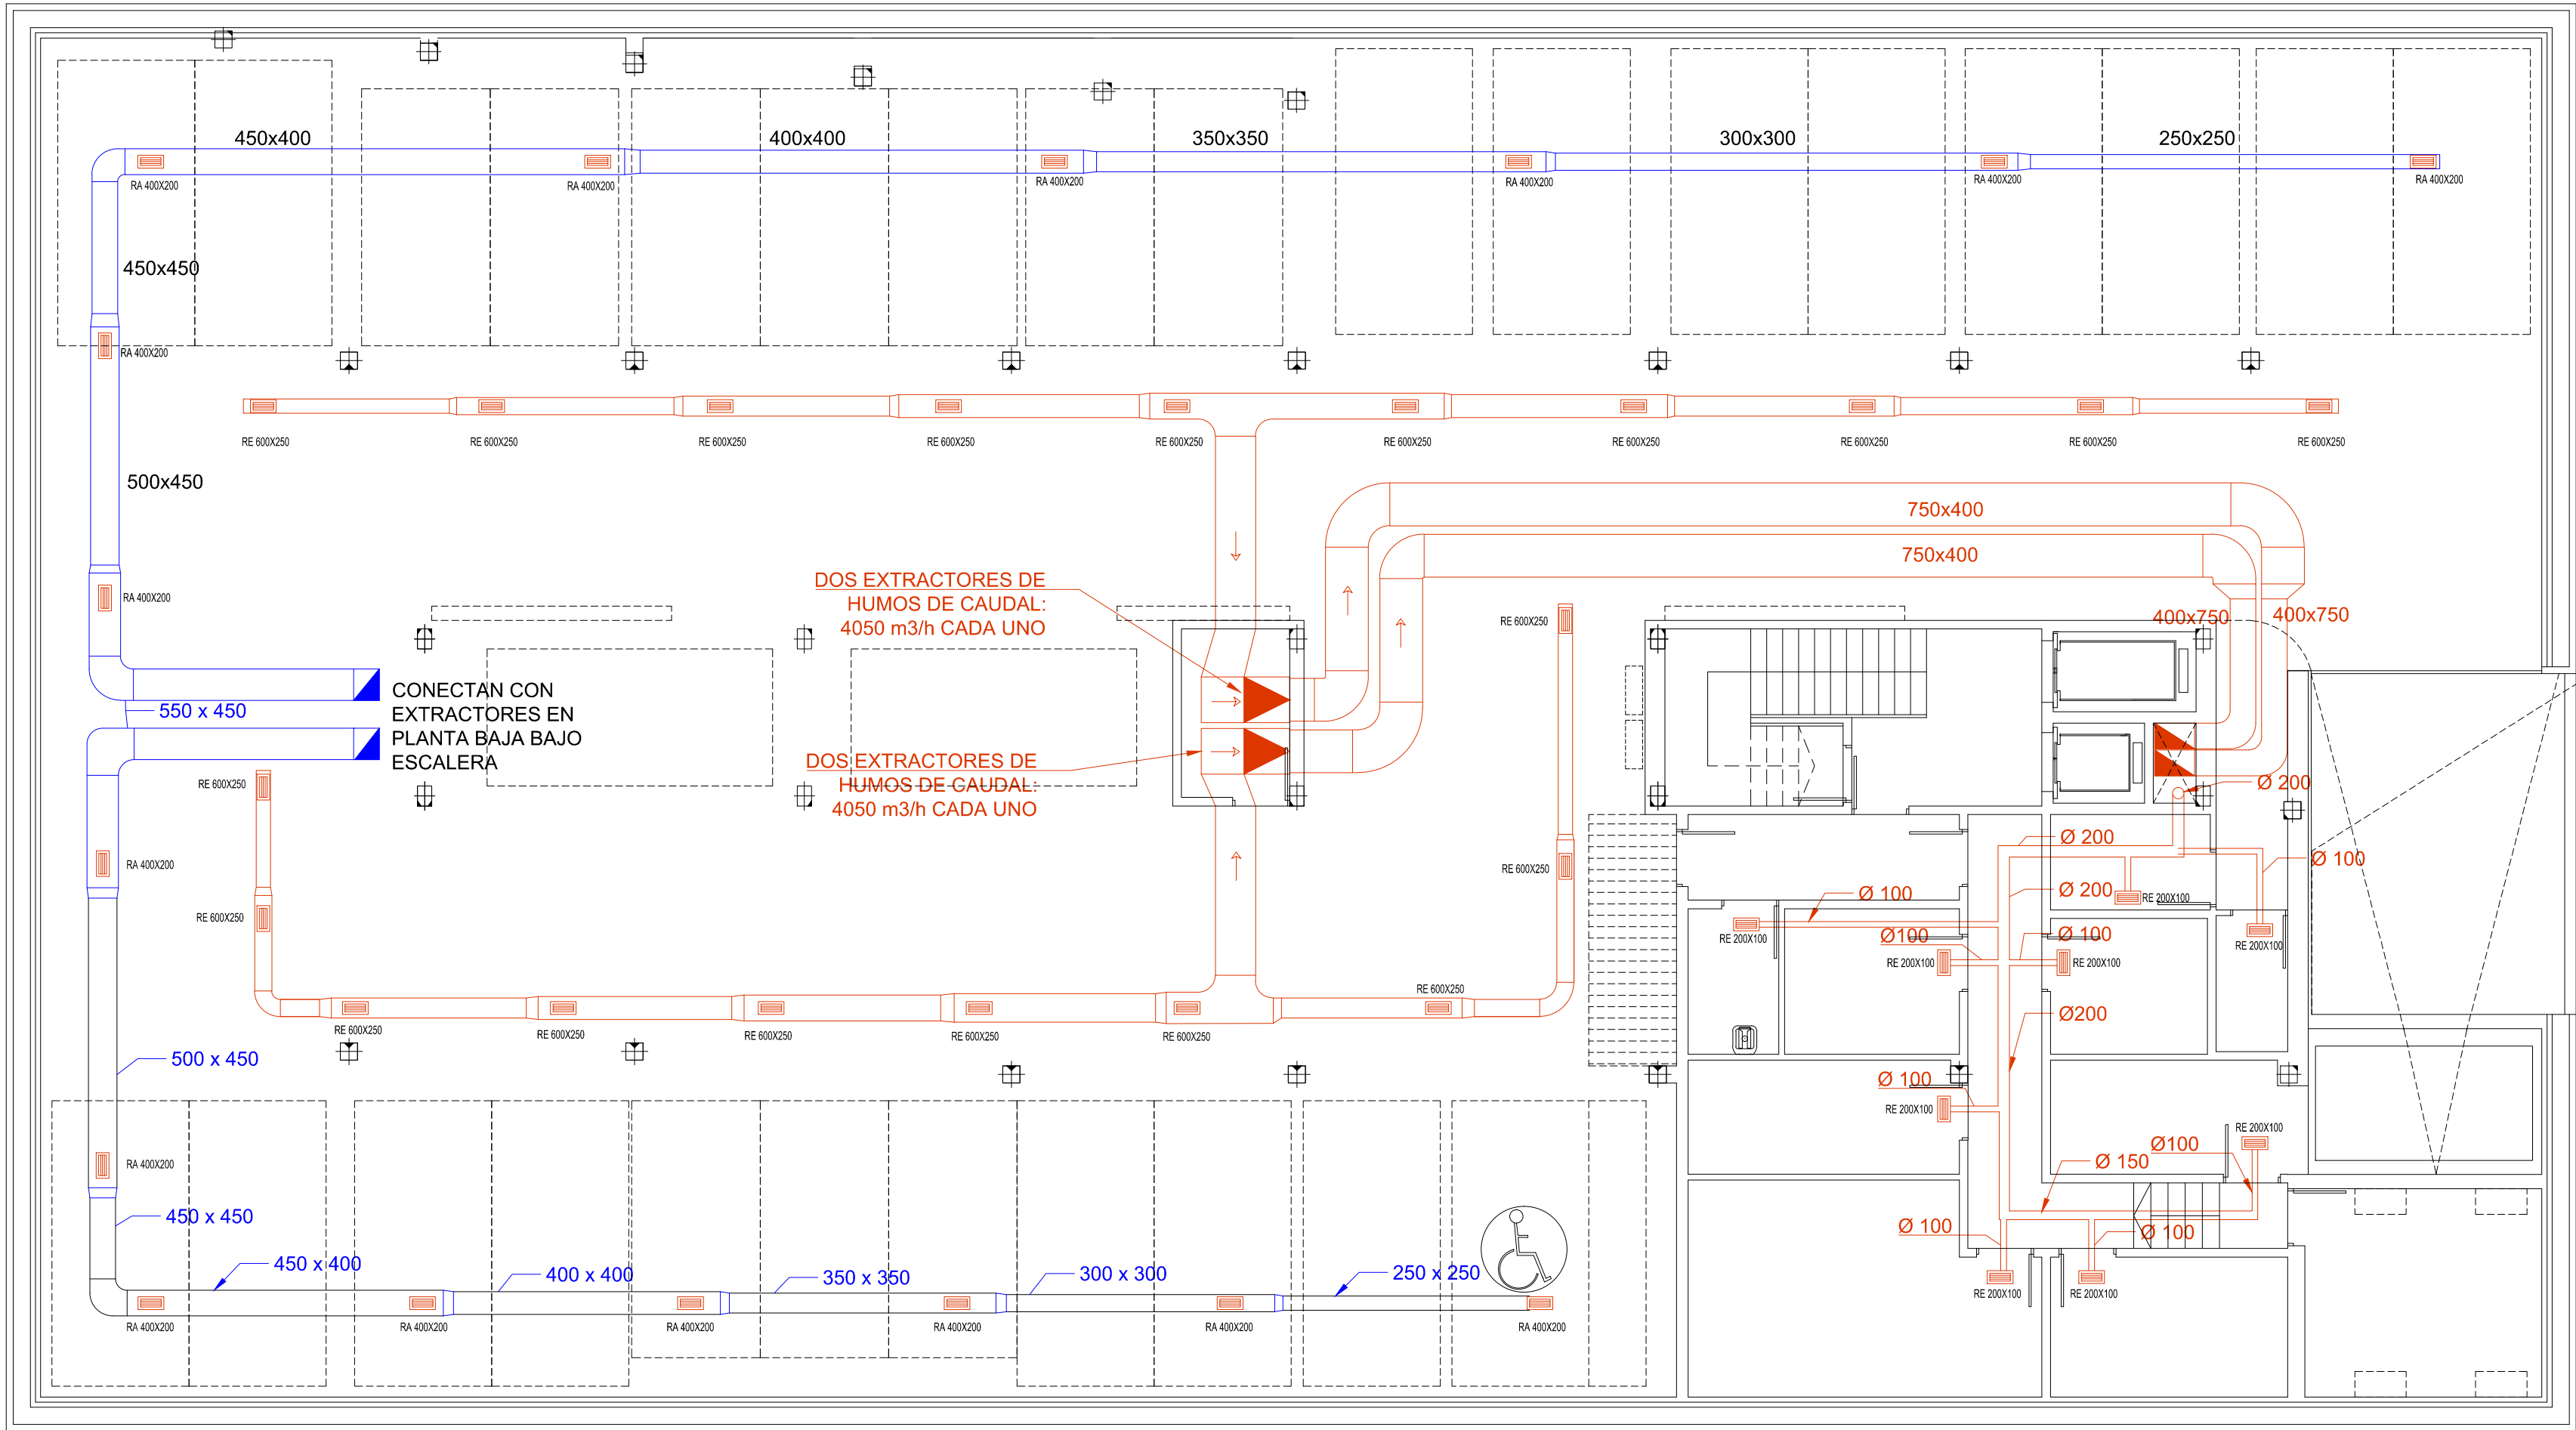 450x400
400x400
350x350
300x300
250x250
RA 400X200
RA 400X200
RA 400X200
RA 400X200
RA 400X200
RA 400X200
450x450
RA 400X200
RE 600X250
RE 600X250
RE 600X250
RE 600X250
RE 600X250
RE 600X250
RE 600X250
RE 600X250
RE 600X250
RE 600X250
500x450
750x400
750x400
RA 400X200
DOS EXTRACTORES DE
HUMOS DE CAUDAL:
4050 m3/h CADA UNO
RE 600X250
400x750
400x750
CONECTAN CON
EXTRACTORES EN
PLANTA BAJA BAJO
ESCALERA
550 x 450
DOS EXTRACTORES DE
HUMOS DE CAUDAL:
4050 m3/h CADA UNO
RE 600X250
Ø 200
Ø 200
RA 400X200
RE 600X250
Ø 100
Ø 100
Ø 200
RE 200X100
RE 600X250
RE 200X100
Ø100
Ø 100
RE 200X100
RE 200X100
RE 200X100
RE 600X250
Ø200
RE 600X250
RE 600X250
RE 600X250
RE 600X250
RE 600X250
500 x 450
Ø 100
RE 200X100
RE 200X100
Ø100
Ø 150
RA 400X200
450 x 450
Ø 100
Ø 100
450 x 400
400 x 400
350 x 350
300 x 300
250 x 250
RE 200X100
RE 200X100
RA 400X200
RA 400X200
RA 400X200
RA 400X200
RA 400X200
RA 400X200